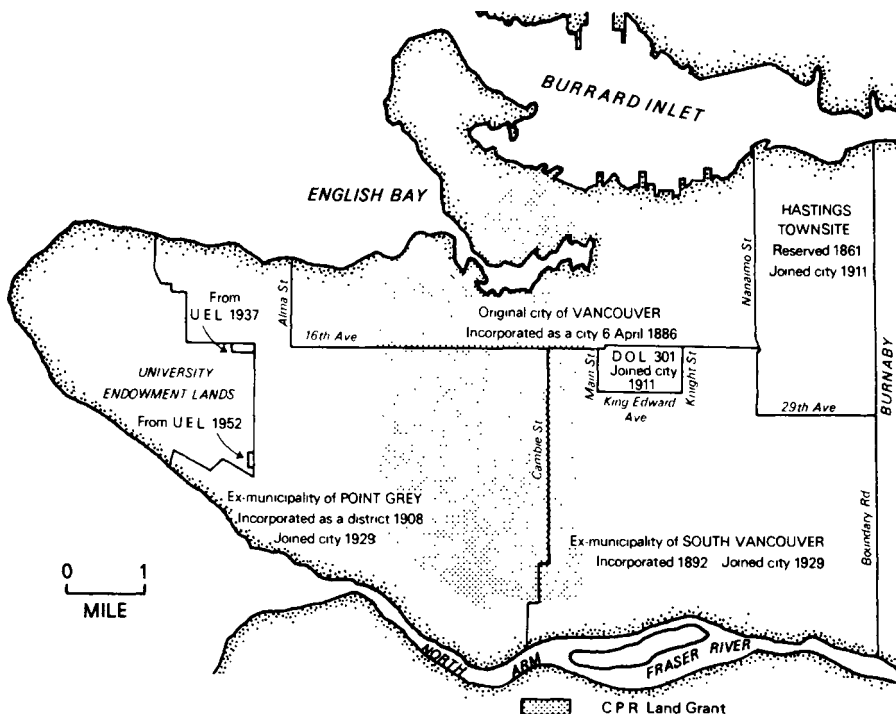 BURRARD INLET
ENGLISH BAY
HASTINGS
TOWNSITE
Reserved 1861
Joined city 1911
Nanaimo St
From
UEL 1937
Alma St
Original city of VANCOUVER
Incorporated as a city 6 April 1886
16th Ave
Main St
DOL 301
Joined city
1911
Knight St
King Edward
Ave
BURNABY
UNIVERSITY
ENDOWMENT LANDS
29th Ave
From UEL 1952
Cambie St
Ex-municipality of POINT GREY
Incorporated as a district 1908
Joined city 1929
Ex-municipality of SOUTH VANCOUVER
Incorporated 1892 Joined city 1929
Boundary Rd
0 1
MILE
NORTH ARM
FRASER RIVER
CPR Land Grant